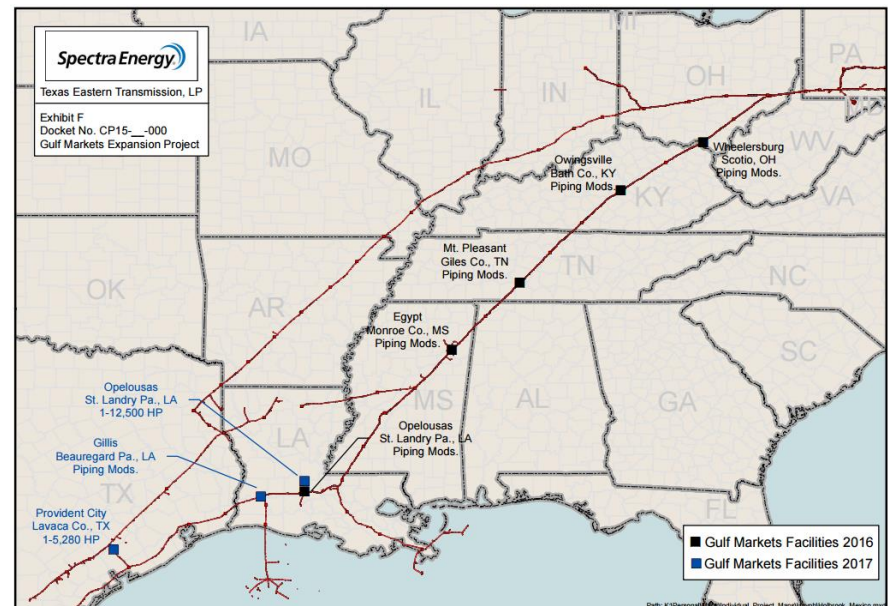 Spectra Energy
Texas Eastern Transmission, LP
Exhibit F
Docket No. CP15-__-000
Gulf Markets Expansion Project
IA
IL
IN
OH
MI
PA
MO
WV
VA
KY
Wheelersburg
Scotio, OH
Piping Mods.
Owingsville
Bath Co., KY
Piping Mods.
Mt. Pleasant
Giles Co., TN
Piping Mods.
TN
NC
OK
AR
Egypt
Monroe Co., MS
Piping Mods.
SC
MS
AL
GA
Opelousas
St. Landry Pa., LA
1-12,500 HP
LA
Opelousas
St. Landry Pa., LA
Piping Mods.
Gillis
Beauregard Pa., LA
Piping Mods.
TX
Provident City
Lavaca Co., TX
1-5,280 HP
FL
Gulf Markets Facilities 2016
Gulf Markets Facilities 2017